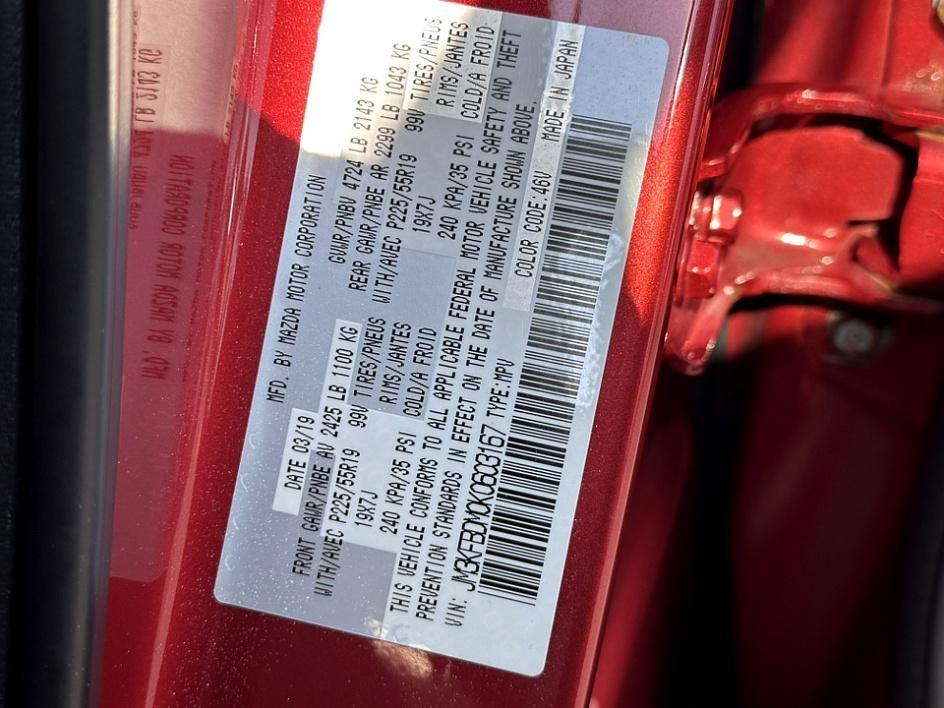 MFD. BY MAZDA MOTOR CORPORATION
DATE 03/19 GVWR/PNBV 4724 LB 2143 KG
FRONT GAWR/PNBE AV 2425 LB 1100 KG REAR GAWR/PNBE AR 2299 LB 1043 KG
WITH/AVEC P225/55R19 99V TIRES/PNEUS WITH/AVEC P225/55R19 99V TIRES/PNEUS
19X7J RIMS/JANTES 19X7J RIMS/JANTES
240 KPA/35 PSI COLD/A FROID 240 KPA/35 PSI COLD/A FROID
THIS VEHICLE CONFORMS TO ALL APPLICABLE FEDERAL MOTOR VEHICLE SAFETY AND THEFT
PREVENTION STANDARDS IN EFFECT ON THE DATE OF MANUFACTURE SHOWN ABOVE.
VIN: JM3KFBDM0K0603167 TYPE:MPV COLOR CODE:46V MADE IN JAPAN